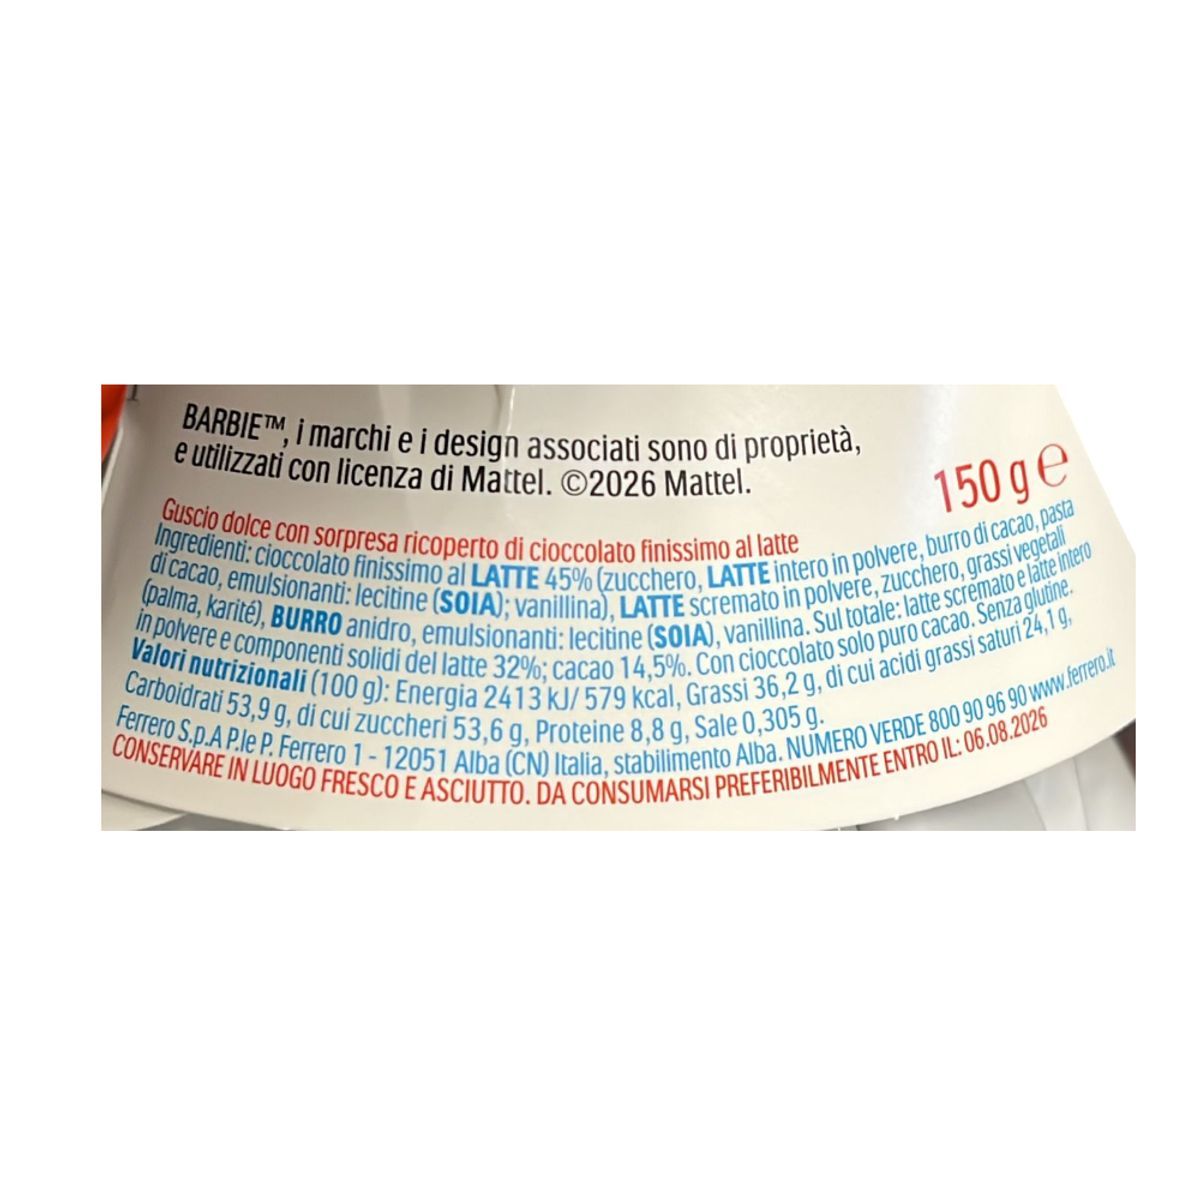 BARBIE™, i marchi e i design associati sono di proprietà,
e utilizzati con licenza di Mattel. ©2026 Mattel.
150 g ℮
Guscio dolce con sorpresa ricoperto di cioccolato finissimo al latte
Ingredienti: cioccolato finissimo al LATTE 45% (zucchero, LATTE intero in polvere, burro di cacao, pasta
di cacao, emulsionanti: lecitine (SOIA); vanillina), LATTE scremato in polvere, zucchero, grassi vegetali
(palma, karité), BURRO anidro, emulsionanti: lecitine (SOIA), vanillina. Sul totale: latte scremato e latte intero
in polvere e componenti solidi del latte 32%; cacao 14,5%. Con cioccolato solo puro cacao. Senza glutine.
Valori nutrizionali (100 g): Energia 2413 kJ/ 579 kcal, Grassi 36,2 g, di cui acidi grassi saturi 24,1 g,
Carboidrati 53,9 g, di cui zuccheri 53,6 g, Proteine 8,8 g, Sale 0,305 g.
Ferrero S.p.A P.le P. Ferrero 1 - 12051 Alba (CN) Italia, stabilimento Alba. NUMERO VERDE 800 90 96 90 www.ferrero.it
CONSERVARE IN LUOGO FRESCO E ASCIUTTO. DA CONSUMARSI PREFERIBILMENTE ENTRO IL: 06.08.2026